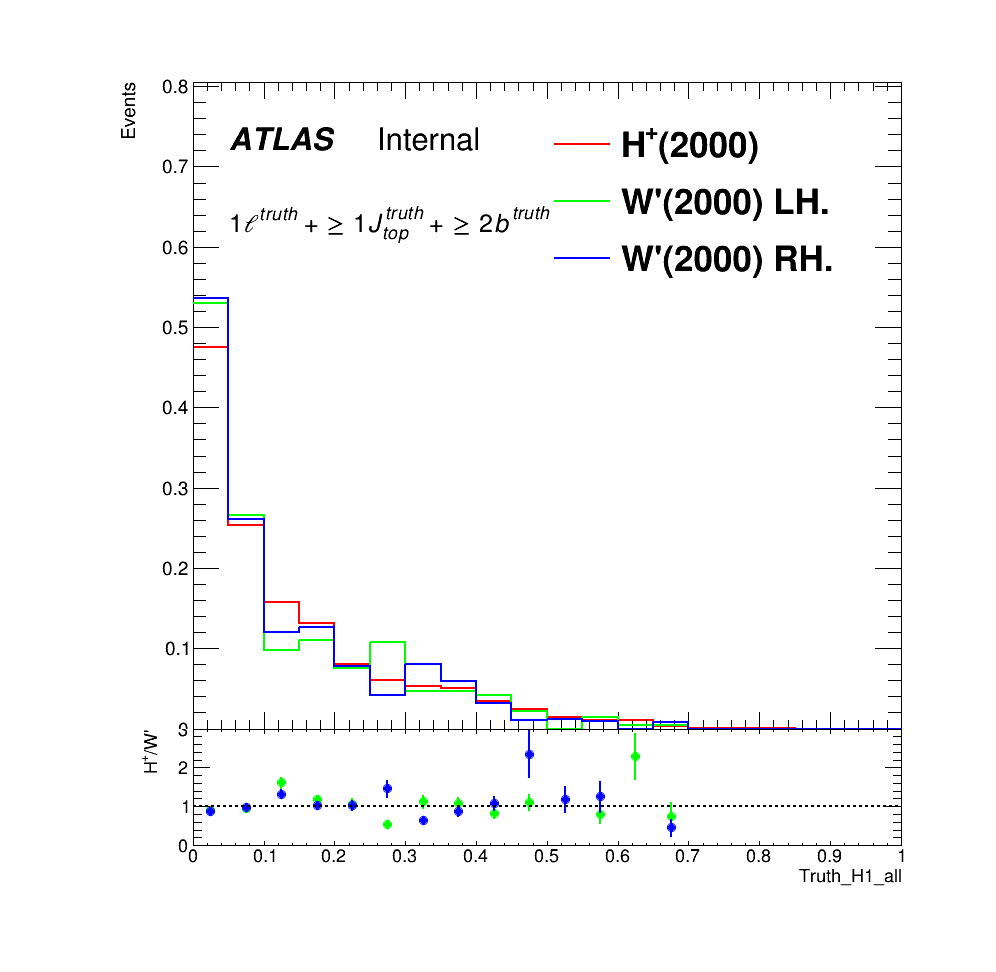 Events
0.8
ATLAS Internal
H⁺(2000)
0.7
W'(2000) LH.
1ℓ^truth + ≥ 1J_top^truth + ≥ 2b^truth
0.6
W'(2000) RH.
0.5
0.4
0.3
0.2
0.1
0
H⁺/W'
3
2
1
0
0 0.1 0.2 0.3 0.4 0.5 0.6 0.7 0.8 0.9 1
Truth_H1_all